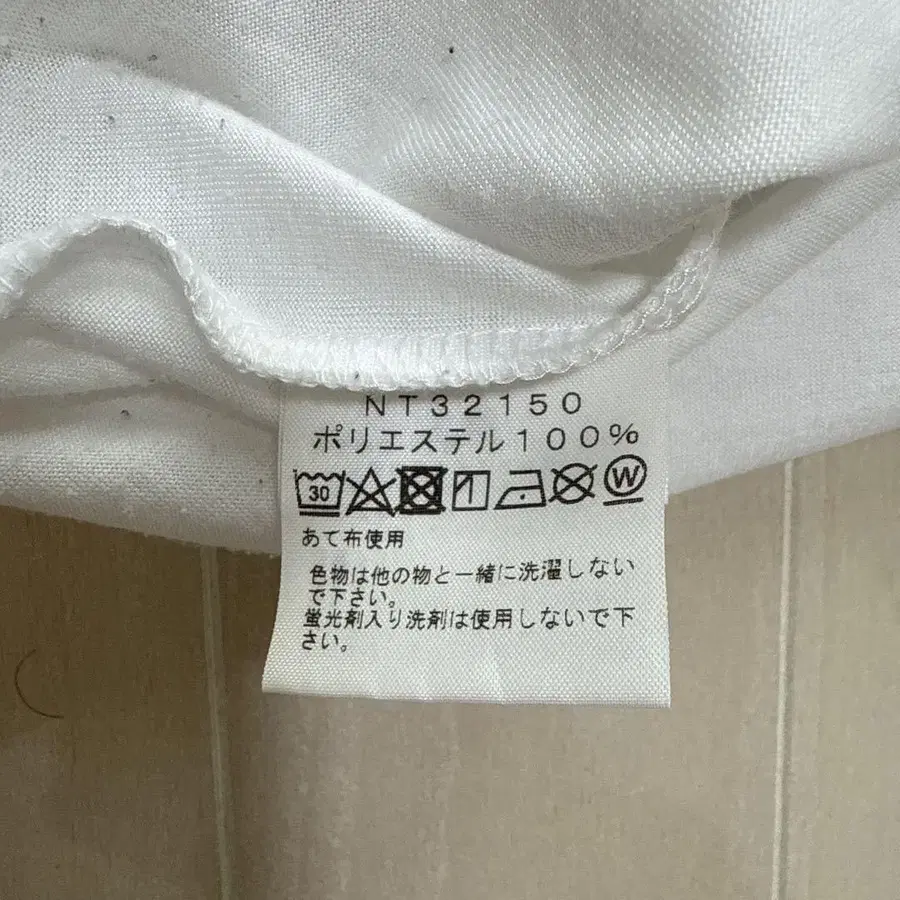 NT32150
ポリエステル100%
30 W
あて布使用
色物は他の物と一緒に洗濯しない
で下さい。
蛍光剤入り洗剤は使用しないで下
さい。